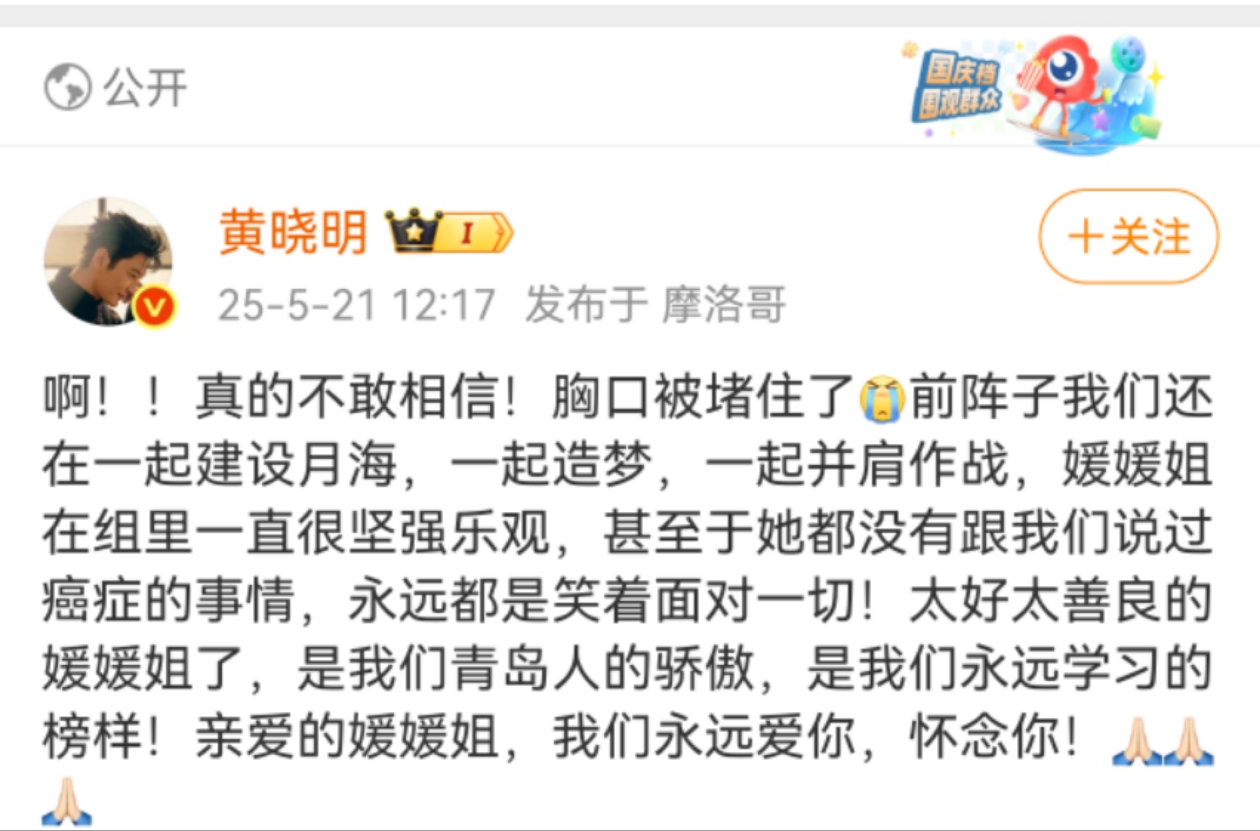 公开
国庆档
围观群众
黄晓明 I
+关注
25-5-21 12:17 发布于 摩洛哥
啊！！真的不敢相信！胸口被堵住了😭前阵子我们还
在一起建设月海，一起造梦，一起并肩作战，媛媛姐
在组里一直很坚强乐观，甚至于她都没有跟我们说过
癌症的事情，永远都是笑着面对一切！太好太善良的
媛媛姐了，是我们青岛人的骄傲，是我们永远学习的
榜样！亲爱的媛媛姐，我们永远爱你，怀念你！🙏🏻🙏🏻
🙏🏻